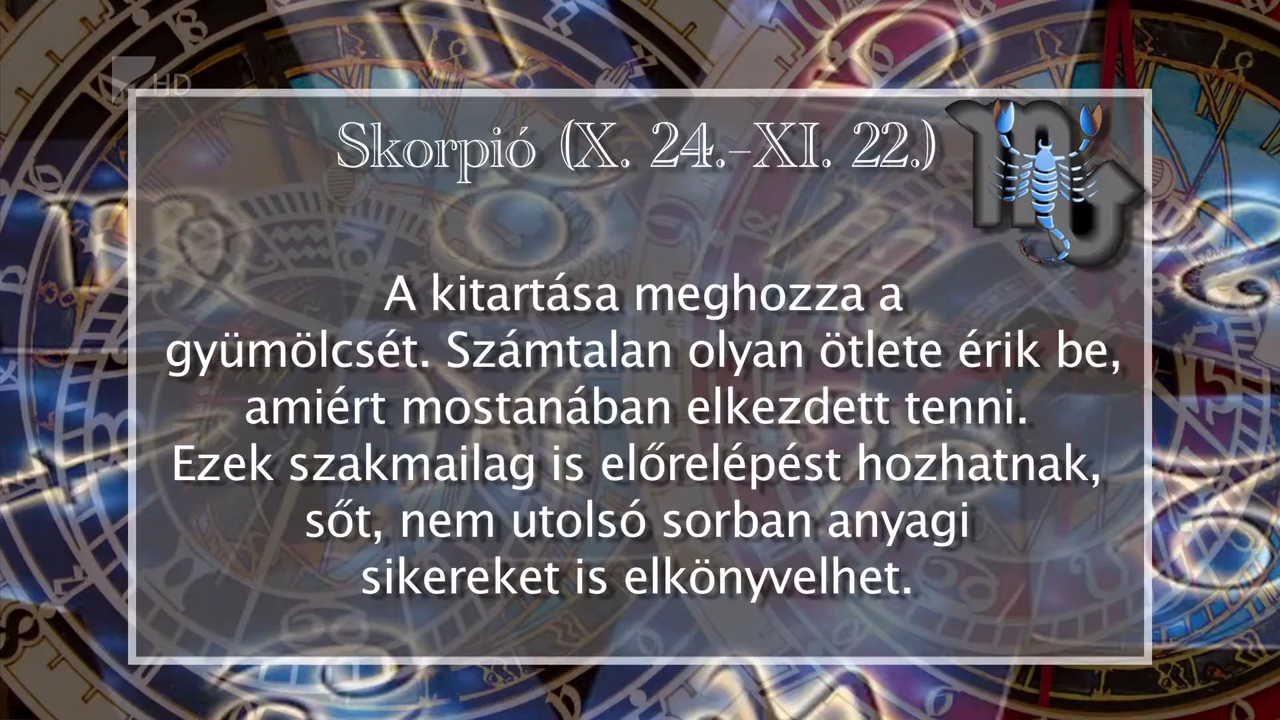 HD
Skorpió (X. 24.-XI. 22.)
A kitartása meghozza a
gyümölcsét. Számtalan olyan ötlete érik be,
amiért mostanában elkezdett tenni.
Ezek szakmailag is előrelépést hozhatnak,
sőt, nem utolsó sorban anyagi
sikereket is elkönyvelhet.